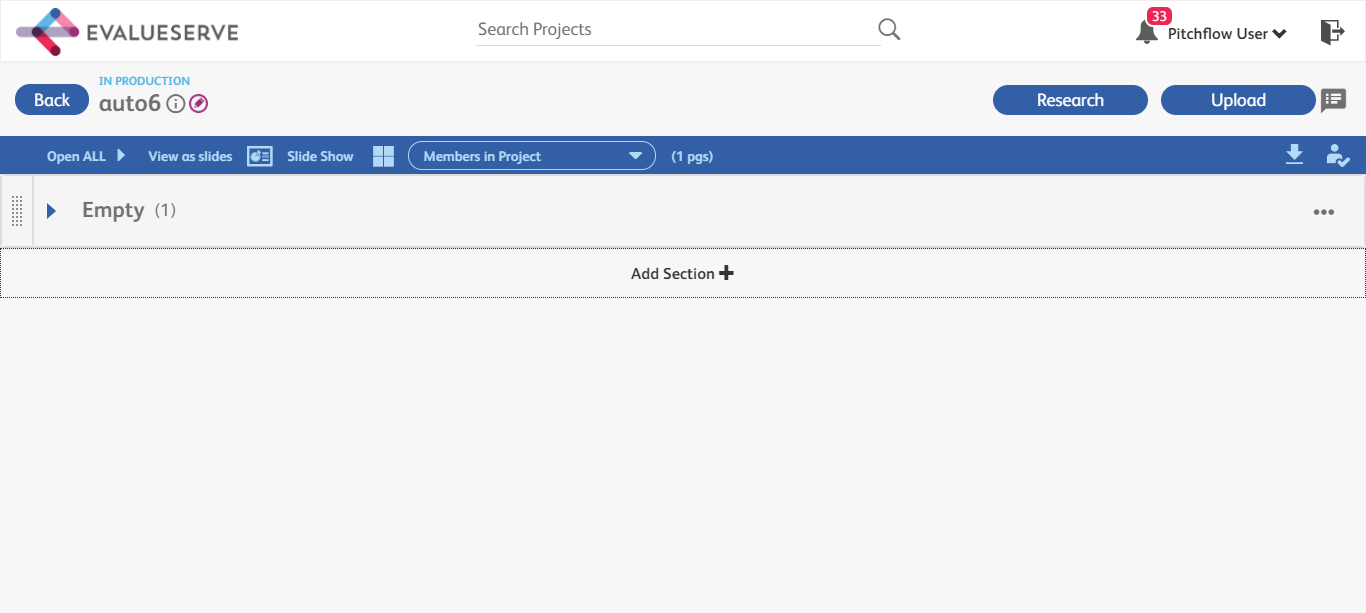 EVALUESERVE
Search Projects
33
Pitchflow User
Back
IN PRODUCTION
auto6
Research
Upload
Open ALL
View as slides
Slide Show
Members in Project
(1 pgs)
Empty (1)
Add Section